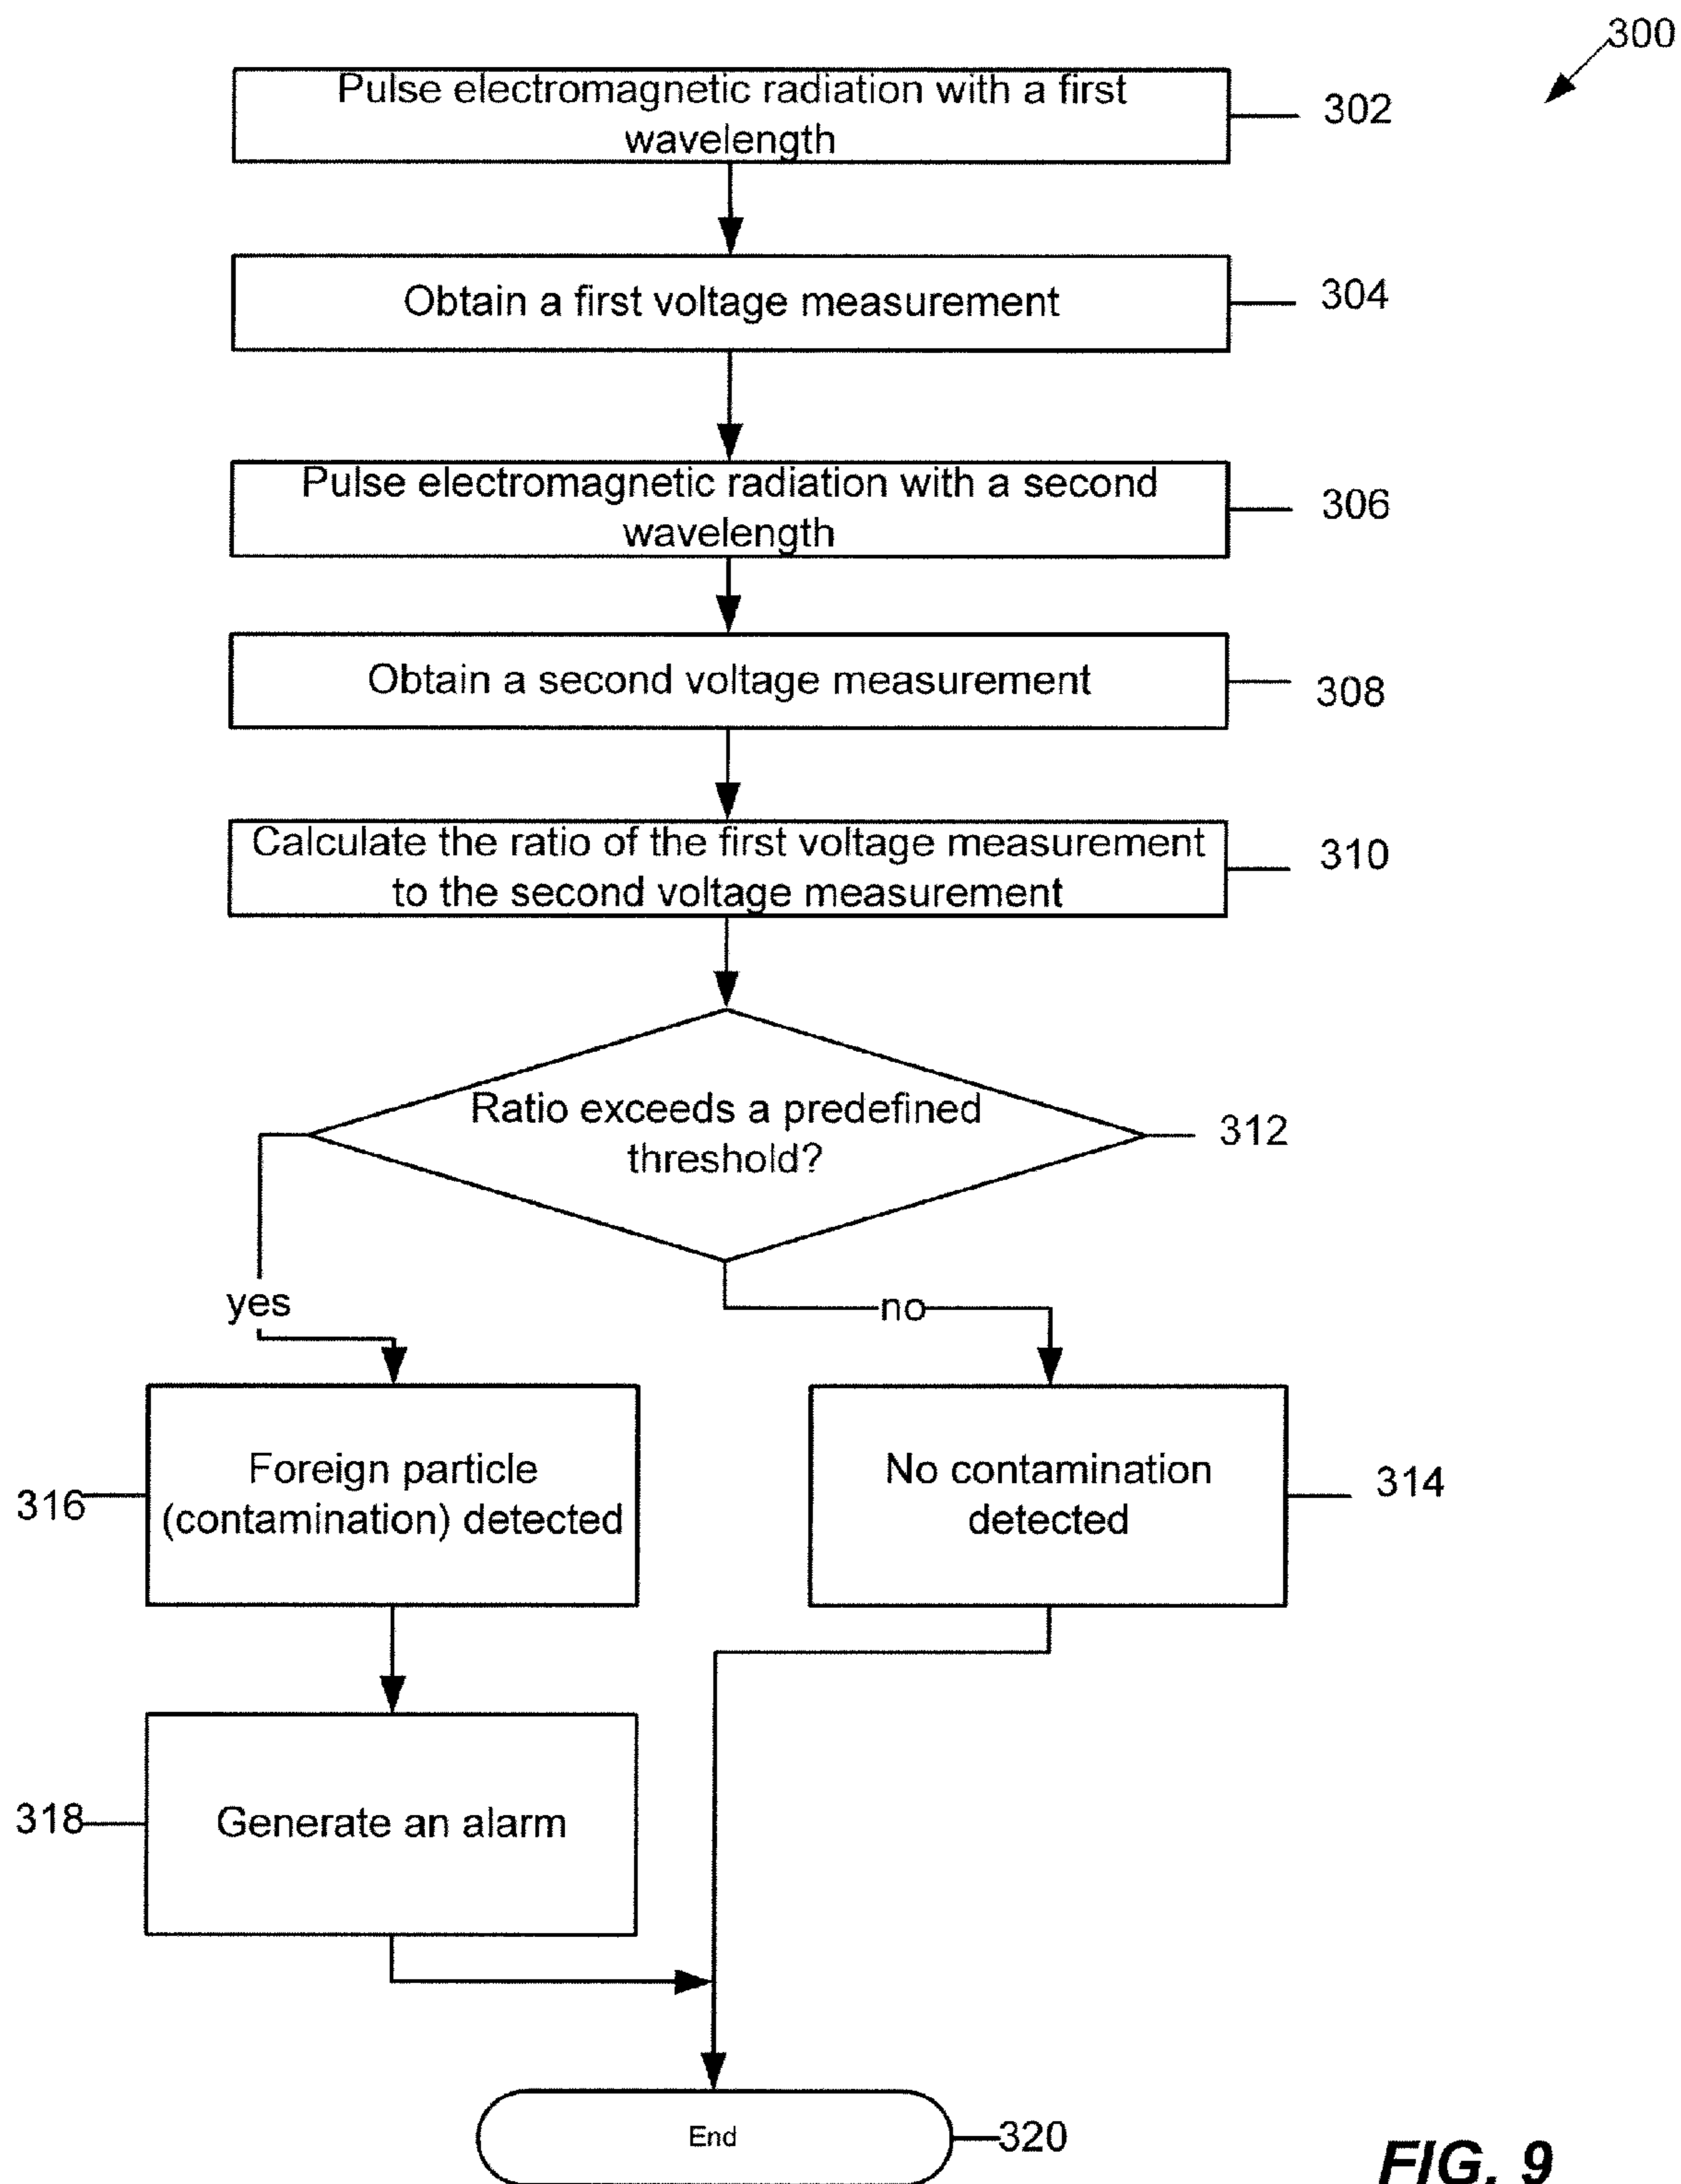 300
Pulse electromagnetic radiation with a first
wavelength
302
Obtain a first voltage measurement
304
Pulse electromagnetic radiation with a second
wavelength
306
Obtain a second voltage measurement
308
Calculate the ratio of the first voltage measurement
to the second voltage measurement
310
Ratio exceeds a predefined
threshold?
312
yes
no
316
Foreign particle
(contamination) detected
No contamination
detected
314
318
Generate an alarm
End
320
FIG. 9